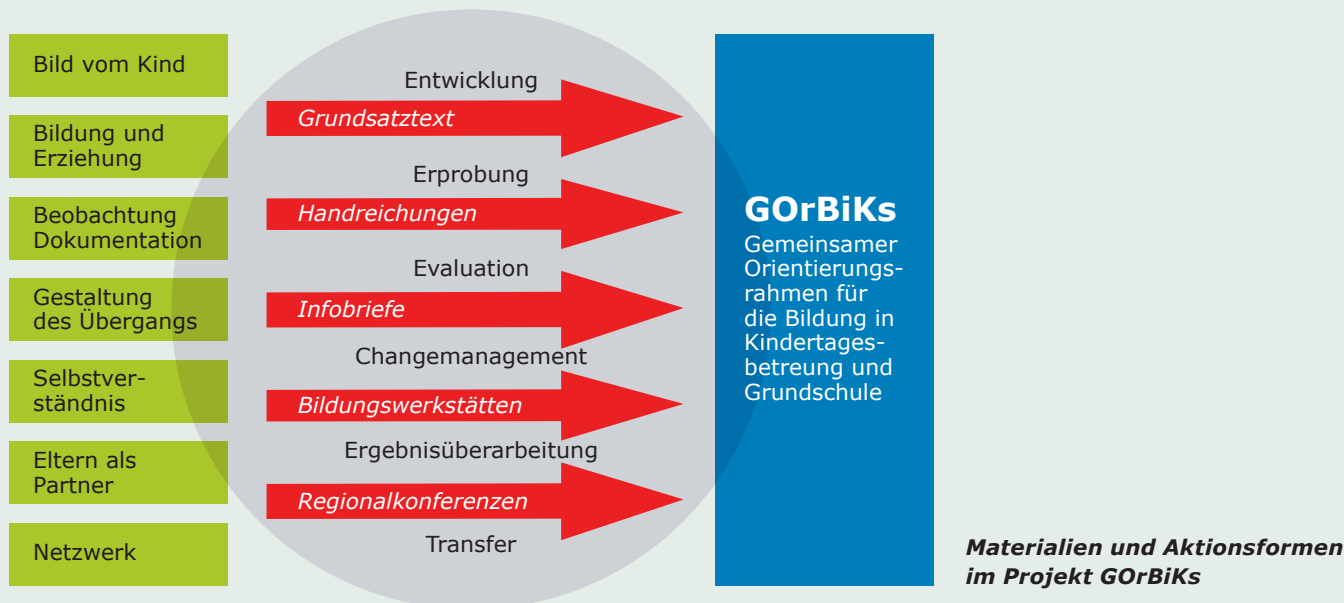 Bild vom Kind
Bildung und
Erziehung
Beobachtung
Dokumentation
Gestaltung
des Übergangs
Selbstver-
ständnis
Eltern als
Partner
Netzwerk
Entwicklung
Grundsatztext
Erprobung
Handreichungen
Evaluation
Infobriefe
Changemanagement
Bildungswerkstätten
Ergebnisüberarbeitung
Regionalkonferenzen
Transfer
GOrBiKs
Gemeinsamer
Orientierungs-
rahmen für
die Bildung in
Kindertages-
betreung und
Grundschule
Materialien und Aktionsformen
im Projekt GOrBiKs